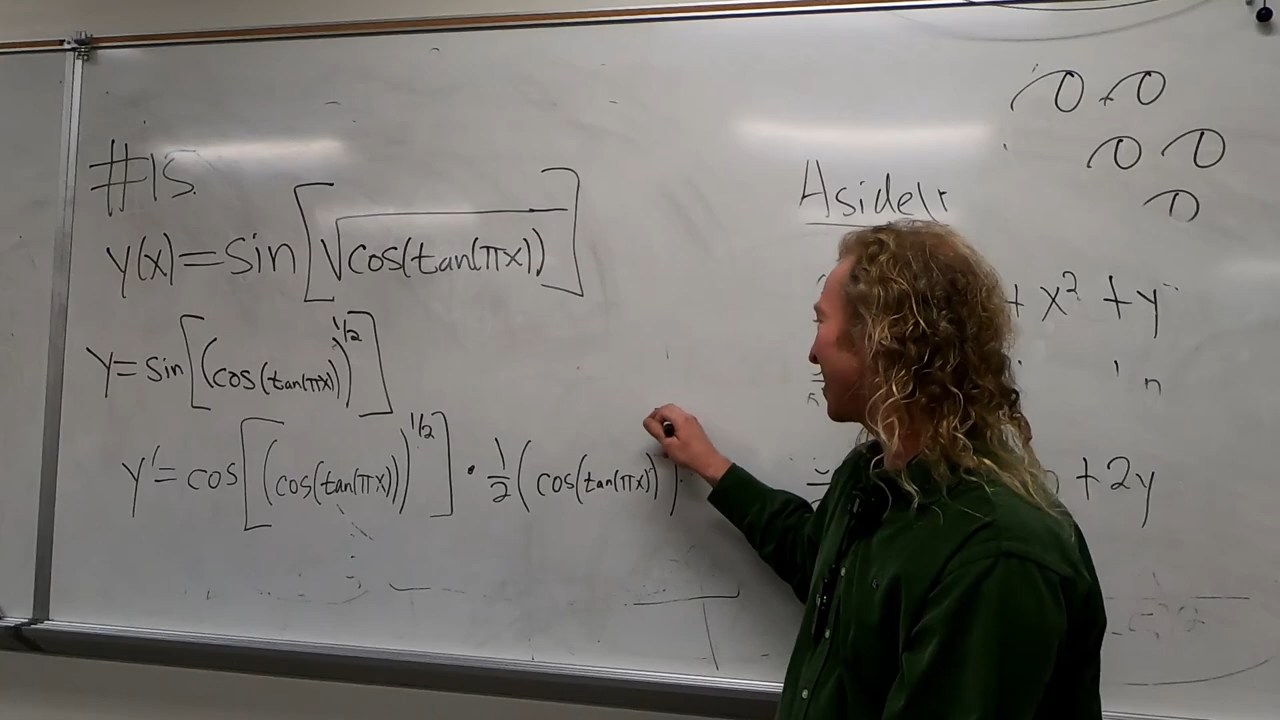 #15.
y(x)=sin[√cos(tan(πx))]
y=sin[(cos(tan(πx)))^1/2]
y'=cos[(cos(tan(πx)))^1/2]·1/2(cos(tan(πx)))
Aside:
+ x² + y
n
+2y